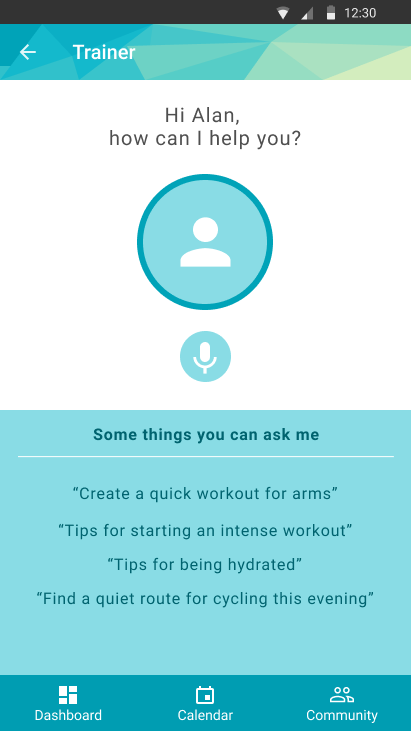 12:30
Trainer
Hi Alan,
how can I help you?
Some things you can ask me
“Create a quick workout for arms”
“Tips for starting an intense workout”
“Tips for being hydrated”
“Find a quiet route for cycling this evening”
Dashboard
Calendar
Community